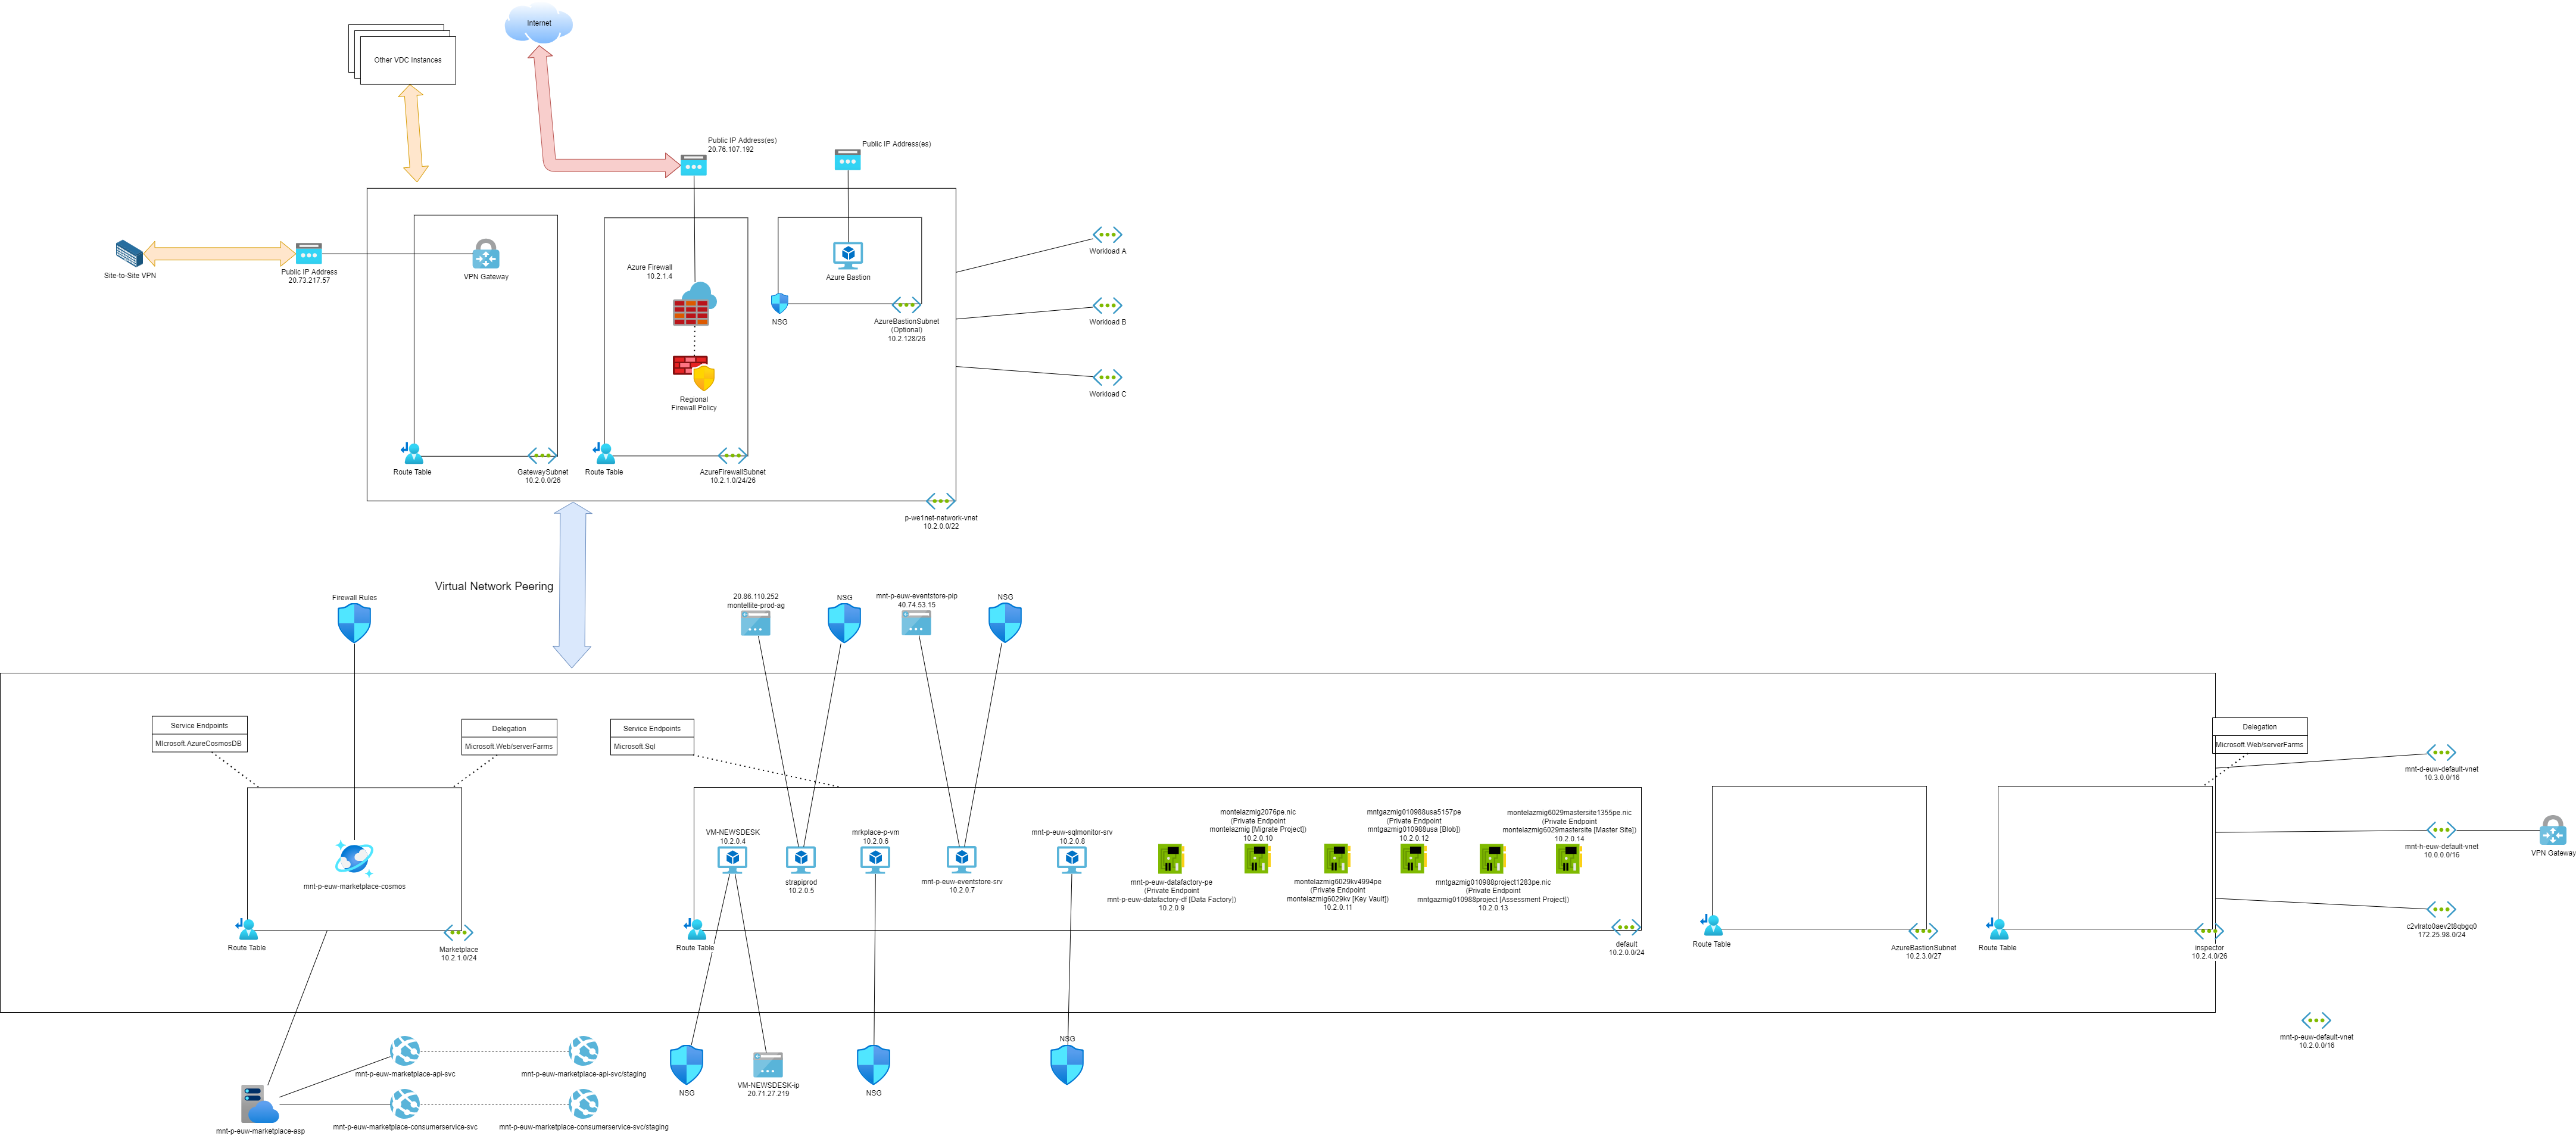 Internet
Other VDC Instances
Public IP Address(es)
20.76.107.192
Public IP Address(es)
Site-to-Site VPN
Public IP Address
20.73.217.57
VPN Gateway
Azure Firewall
10.2.1.4
Regional
Firewall Policy
Azure Bastion
NSG
AzureBastionSubnet
(Optional)
10.2.128/26
Workload A
Workload B
Workload C
Route Table
GatewaySubnet
10.2.0.0/26
Route Table
AzureFirewallSubnet
10.2.1.0/24/26
p-we1net-network-vnet
10.2.0.0/22
Virtual Network Peering
Firewall Rules
20.86.110.252
montellite-prod-ag
NSG
mnt-p-euw-eventstore-pip
40.74.53.15
NSG
Service Endpoints
MIcrosoft.AzureCosmosDB
Delegation
Microsoft.Web/serverFarms
Service Endpoints
Microsoft.Sql
Delegation
Microsoft.Web/serverFarms
mnt-p-euw-marketplace-cosmos
Route Table
Marketplace
10.2.1.0/24
VM-NEWSDESK
10.2.0.4
strapiprod
10.2.0.5
mrkplace-p-vm
10.2.0.6
mnt-p-euw-eventstore-srv
10.2.0.7
mnt-p-euw-sqlmonitor-srv
10.2.0.8
mnt-p-euw-datafactory-pe
(Private Endpoint
mnt-p-euw-datafactory-df [Data Factory])
10.2.0.9
montelazmig2076pe.nic
(Private Endpoint
montelazmig [Migrate Project])
10.2.0.10
montelazmig6029kv4994pe
(Private Endpoint
montelazmig6029kv [Key Vault])
10.2.0.11
mntgazmig010988usa5157pe
(Private Endpoint
mntgazmig010988usa [Blob])
10.2.0.12
mntgazmig010988project1283pe.nic
(Private Endpoint
mntgazmig010988project [Assessment Project])
10.2.0.13
montelazmig6029mastersite1355pe.nic
(Private Endpoint
montelazmig6029mastersite [Master Site])
10.2.0.14
Route Table
default
10.2.0.0/24
Route Table
AzureBastionSubnet
10.2.3.0/27
Route Table
inspector
10.2.4.0/26
mnt-d-euw-default-vnet
10.3.0.0/16
mnt-h-euw-default-vnet
10.0.0.0/16
VPN Gateway
c2vlrato0aev2t8qbgq0
172.25.98.0/24
mnt-p-euw-default-vnet
10.2.0.0/16
NSG
VM-NEWSDESK-ip
20.71.27.219
NSG
NSG
mnt-p-euw-marketplace-api-svc
mnt-p-euw-marketplace-api-svc/staging
mnt-p-euw-marketplace-asp
mnt-p-euw-marketplace-consumerservice-svc
mnt-p-euw-marketplace-consumerservice-svc/staging